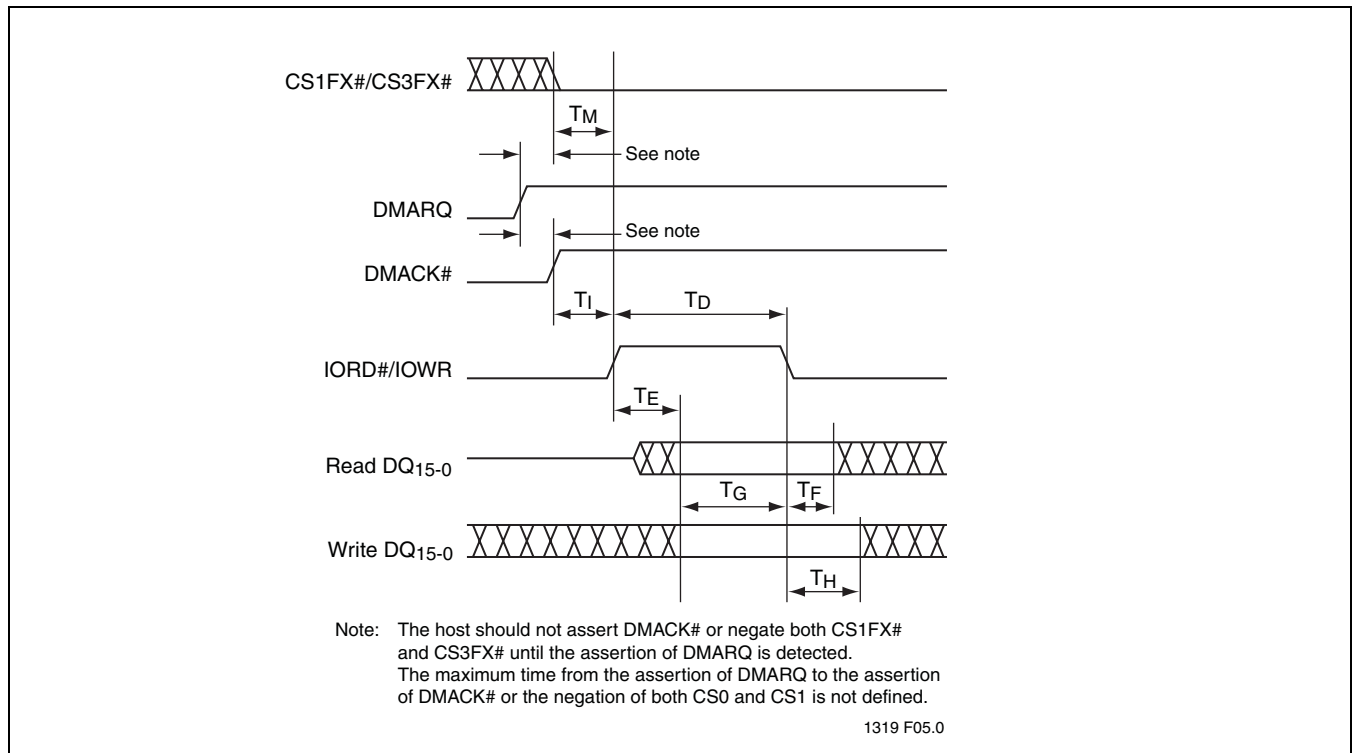 CS1FX#/CS3FX#
TM
See note
DMARQ
See note
DMACK#
TI
TD
IORD#/IOWR
TE
Read DQ15-0
TG
TF
Write DQ15-0
TH
Note: The host should not assert DMACK# or negate both CS1FX#
and CS3FX# until the assertion of DMARQ is detected.
The maximum time from the assertion of DMARQ to the assertion
of DMACK# or the negation of both CS0 and CS1 is not defined.
1319 F05.0